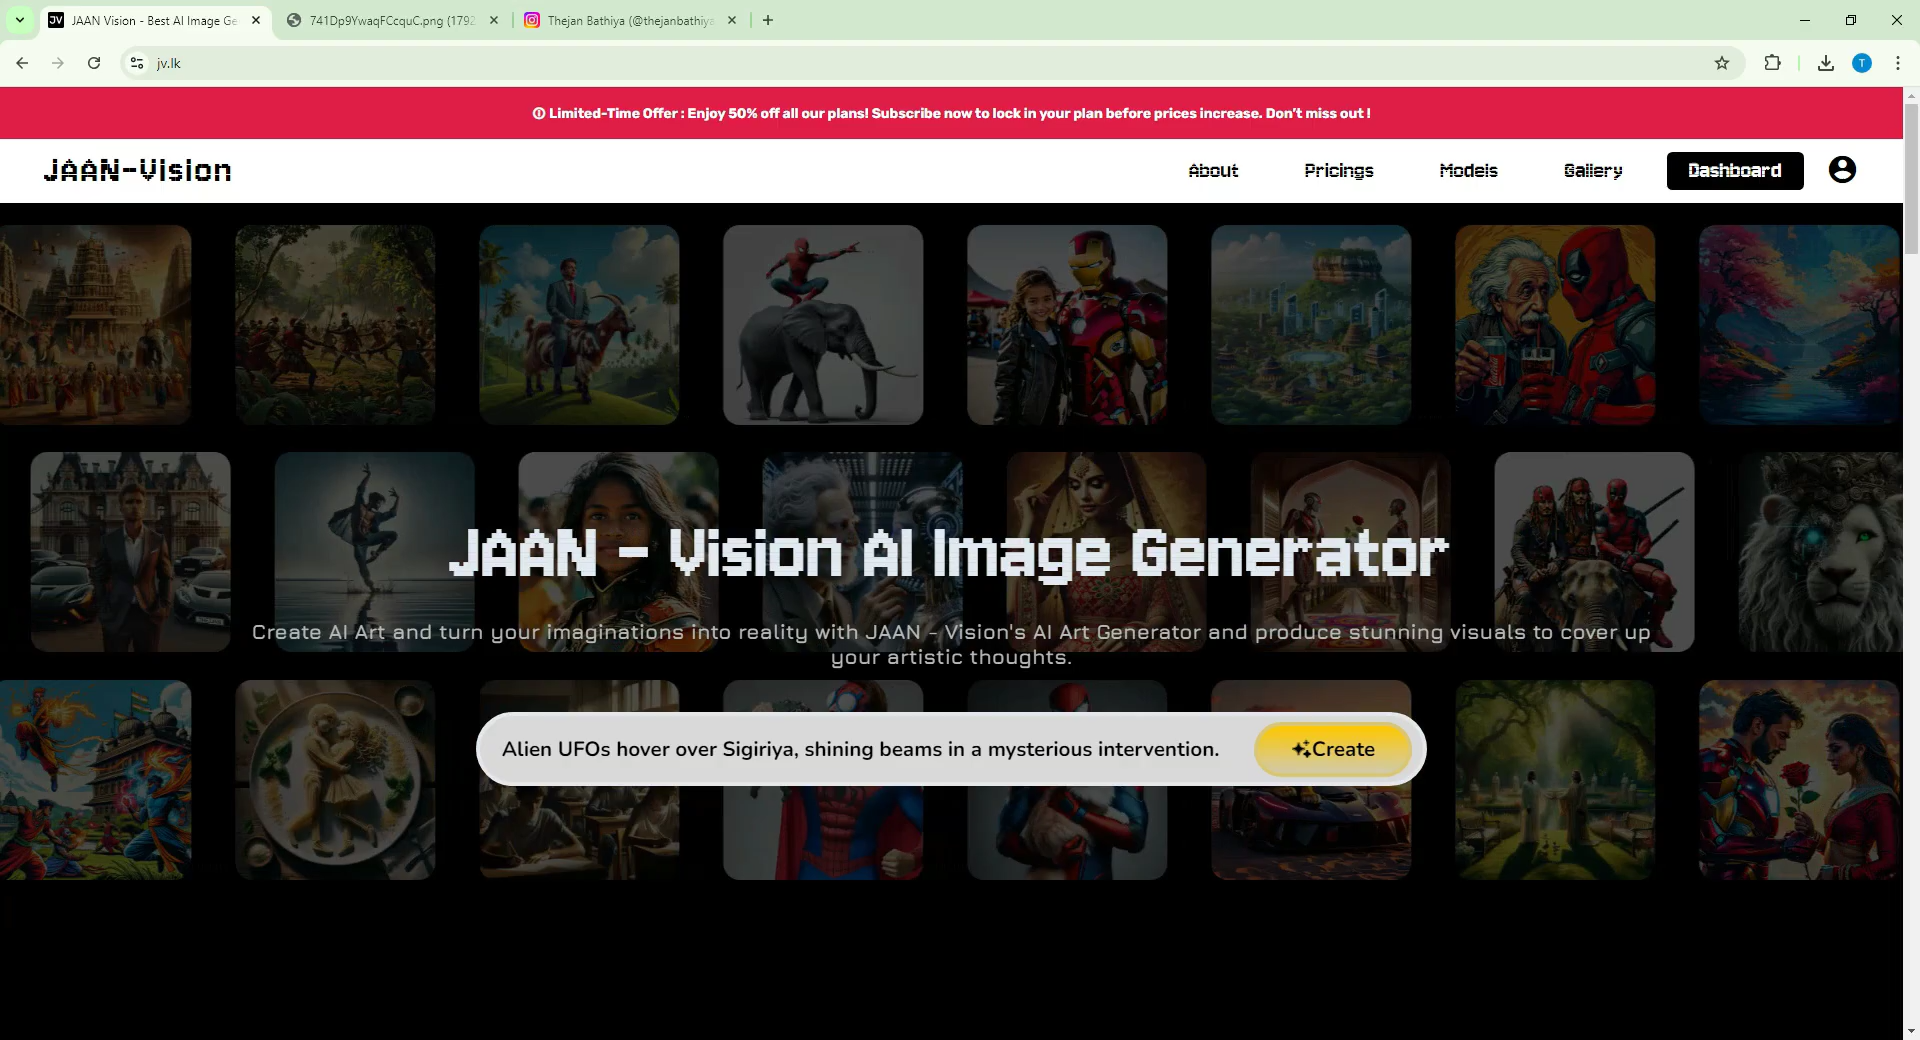 JAAN Vision - Best AI Image Ge
741Dp9YwaqFCcquC.png (1792
Thejan Bathiya (@thejanbathiya
jv.lk
T
Limited-Time Offer : Enjoy 50% off all our plans! Subscribe now to lock in your plan before prices increase. Don't miss out !
JAAN-Vision
About
Pricings
Models
Gallery
Dashboard
JAAN - Vision AI Image Generator
Create AI Art and turn your imaginations into reality with JAAN - Vision's AI Art Generator and produce stunning visuals to cover up
your artistic thoughts.
Alien UFOs hover over Sigiriya, shining beams in a mysterious intervention.
Create